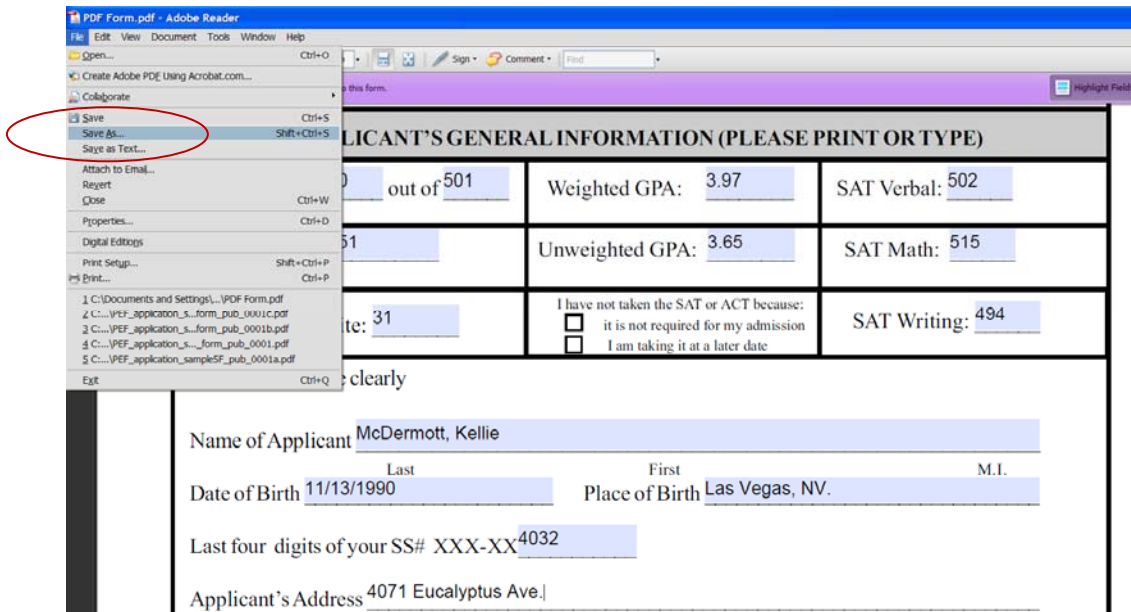 PDF Form.pdf - Adobe Reader
File Edit View Document Tools Window Help
Open... Ctrl+O
Sign Comment Find
Create Adobe PDF Using Acrobat.com...
this form.
Highlight Field
Collaborate
Save Ctrl+S
Save As... Shift+Ctrl+S
Save as Text...
LICANT'S GENERAL INFORMATION (PLEASE PRINT OR TYPE)
Attach to Email...
Revert
Close Ctrl+W
0 out of 501 Weighted GPA: 3.97 SAT Verbal: 502
Properties... Ctrl+D
Digital Editions
51 Unweighted GPA: 3.65 SAT Math: 515
Print Setup... Shift+Ctrl+P
Print... Ctrl+P
1 C:\Documents and Settings\...\PDF Form.pdf
2 C:...\PEF_application_s...form_pub_0001c.pdf
3 C:...\PEF_application_s...form_pub_0001b.pdf
4 C:...\PEF_application_s..._form_pub_0001.pdf
5 C:...\PEF_application_sampleSF_pub_0001a.pdf
ite: 31
I have not taken the SAT or ACT because:
it is not required for my admission
I am taking it at a later date
SAT Writing: 494
Exit Ctrl+Q
clearly
Name of Applicant McDermott, Kellie
Last First M.I.
Date of Birth 11/13/1990 Place of Birth Las Vegas, NV.
Last four digits of your SS# XXX-XX 4032
Applicant's Address 4071 Eucalyptus Ave.